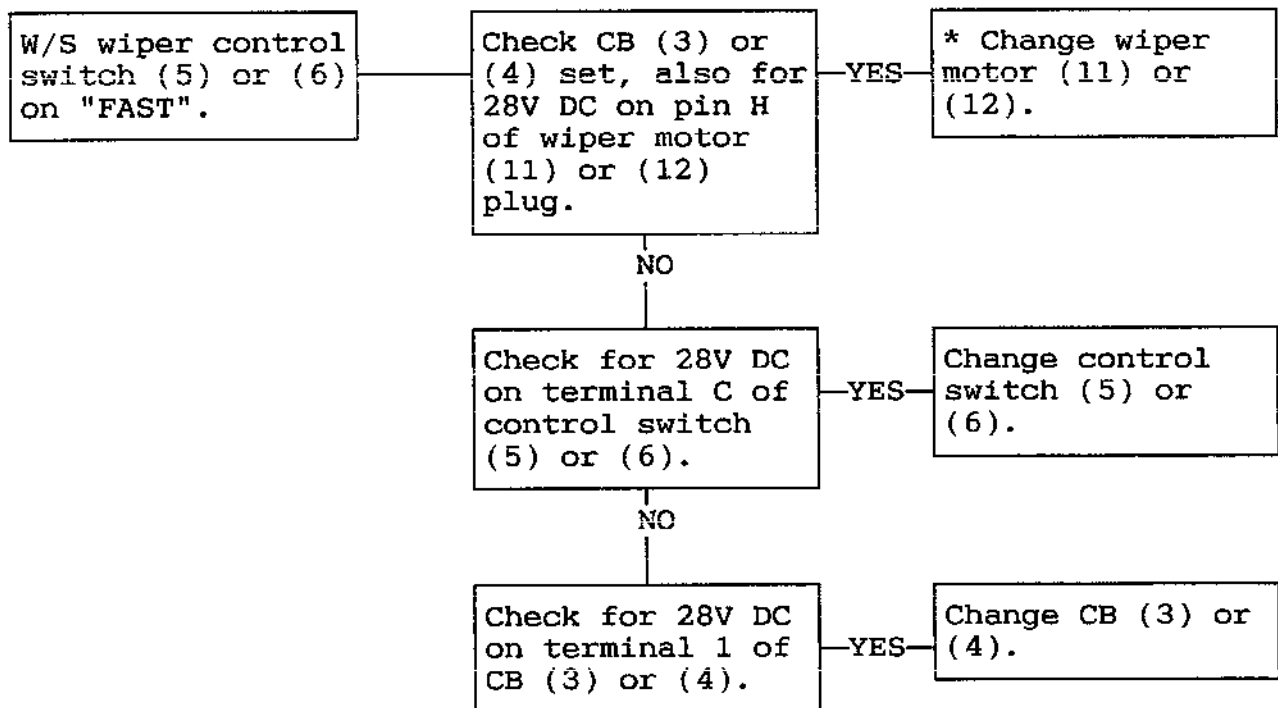 W/S wiper control
switch (5) or (6)
on "FAST".
Check CB (3) or
(4) set, also for
28V DC on pin H
of wiper motor
(11) or (12)
plug.
YES
* Change wiper
motor (11) or
(12).
NO
Check for 28V DC
on terminal C of
control switch
(5) or (6).
YES
Change control
switch (5) or
(6).
NO
Check for 28V DC
on terminal 1 of
CB (3) or (4).
YES
Change CB (3) or
(4).